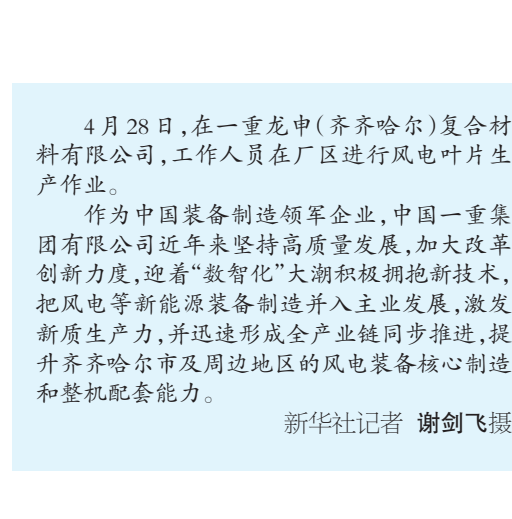 4月28日,在一重龙申(齐齐哈尔)复合材
料有限公司,工作人员在厂区进行风电叶片生
产作业。
作为中国装备制造领军企业,中国一重集
团有限公司近年来坚持高质量发展,加大改革
创新力度,迎着“数智化”大潮积极拥抱新技术,
把风电等新能源装备制造并入主业发展,激发
新质生产力,并迅速形成全产业链同步推进,提
升齐齐哈尔市及周边地区的风电装备核心制造
和整机配套能力。
新华社记者 谢剑飞摄